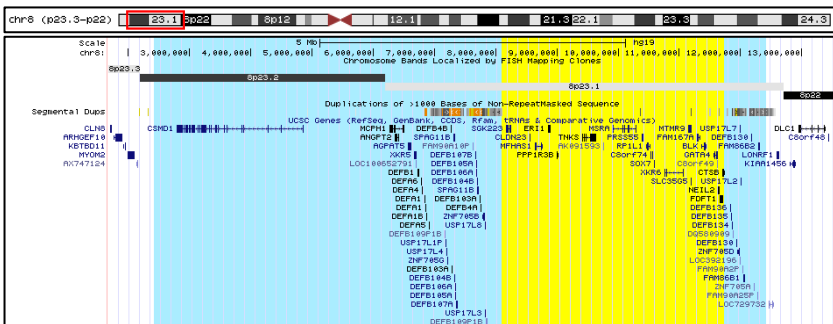 chr8 (p23.3-p22) 23.1 8p22 8p12 12.1 21.3 22.1 23.3 24.3
Scale 5 Mb hg19
chr8: 3,000,000 4,000,000 5,000,000 6,000,000 7,000,000 8,000,000 9,000,000 10,000,000 11,000,000 12,000,000 13,000,000
Chromosome Bands Localized by FISH Mapping Clones
8p23.3
8p23.2
8p23.1
8p22
Duplications of >1000 Bases of Non-RepeatMasked Sequence
Segmental Dups
UCSC Genes (RefSeq, GenBank, CCDS, Rfam, tRNAs & Comparative Genomics)
CLN8 CSMD1 MCPH1 DEFB4B SGK223 ERI1 MSRA MTMR9 USP17L7 DLC1
ARHGEF10 ANGPT2 SPAG11B CLDN23 TNKS PRSS55 FAM167A DEFB130 C8orf48
KBTBD11 AGPAT5 FAM90A10P MFHAS1 AK091593 RP1L1 BLK FAM86B2
MYOM2 XKR5 DEFB107B PPP1R3B C8orf74 GATA4 LONRF1
AX747124 LOC100652791 DEFB105A SOX7 C8orf49 KIAA1456
DEFB1 DEFB106A XKR6 CTSB
DEFA6 DEFB104B SLC35G5 USP17L2
DEFA4 SPAG11B NEIL2
DEFA1 DEFB103A FDFT1
DEFA1 DEFB4A DEFB136
DEFA1B ZNF705B DEFB135
DEFA5 USP17L8 DEFB134
DEFB109P1B DQ580909
USP17L1P DEFB130
USP17L4 ZNF705D
ZNF705G LOC392196
DEFB103A FAM90A2P
DEFB104B FAM86B1
DEFB106A ZNF705A
DEFB105A FAM90A25P
DEFB107A LOC729732
USP17L3
DEFB109P1B